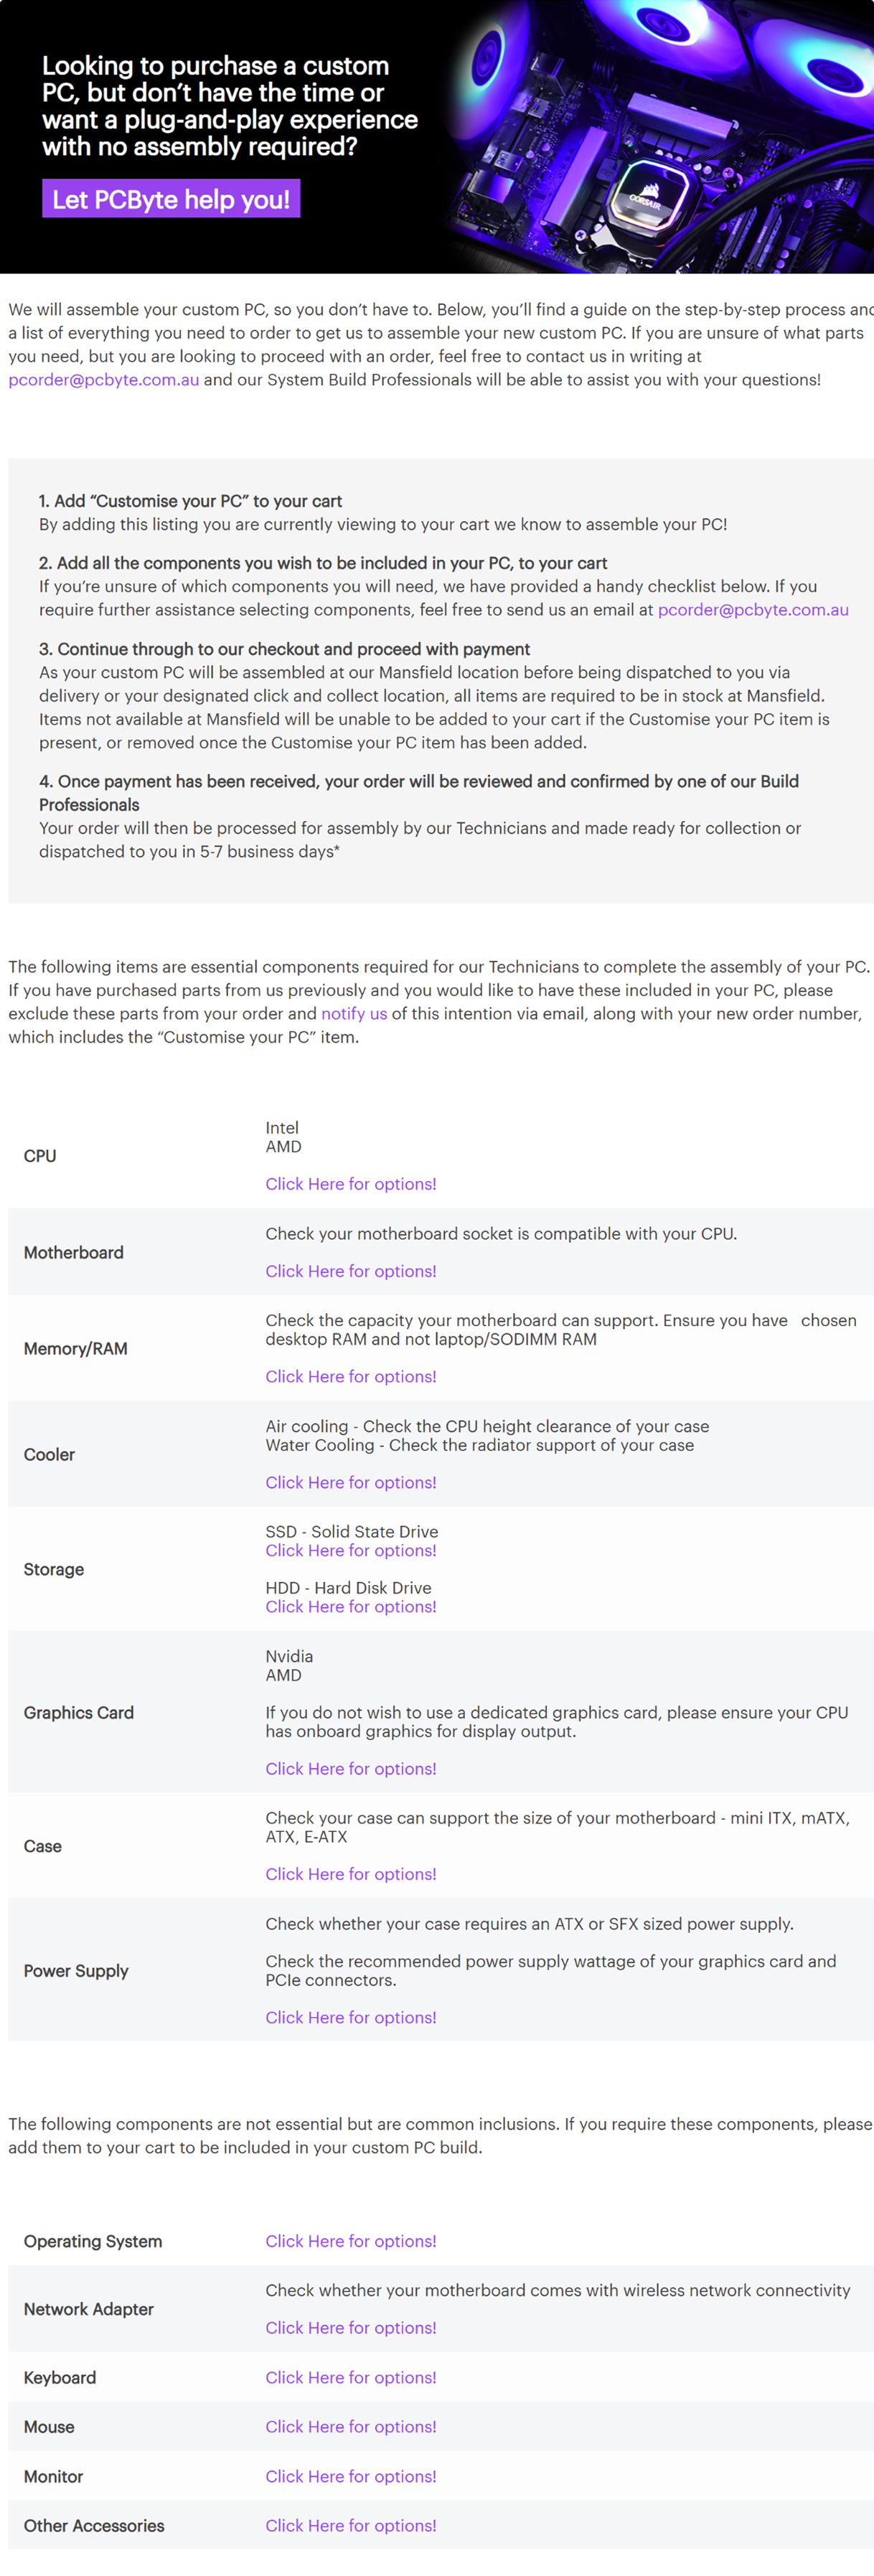 Looking to purchase a custom
PC, but don’t have the time or
want a plug-and-play experience
with no assembly required?
Let PCByte help you!
CORSAIR
We will assemble your custom PC, so you don’t have to. Below, you’ll find a guide on the step-by-step process and
a list of everything you need to order to get us to assemble your new custom PC. If you are unsure of what parts
you need, but you are looking to proceed with an order, feel free to contact us in writing at
pcorder@pcbyte.com.au and our System Build Professionals will be able to assist you with your questions!
1. Add “Customise your PC” to your cart
By adding this listing you are currently viewing to your cart we know to assemble your PC!
2. Add all the components you wish to be included in your PC, to your cart
If you’re unsure of which components you will need, we have provided a handy checklist below. If you
require further assistance selecting components, feel free to send us an email at pcorder@pcbyte.com.au
3. Continue through to our checkout and proceed with payment
As your custom PC will be assembled at our Mansfield location before being dispatched to you via
delivery or your designated click and collect location, all items are required to be in stock at Mansfield.
Items not available at Mansfield will be unable to be added to your cart if the Customise your PC item is
present, or removed once the Customise your PC item has been added.
4. Once payment has been received, your order will be reviewed and confirmed by one of our Build
Professionals
Your order will then be processed for assembly by our Technicians and made ready for collection or
dispatched to you in 5-7 business days*
The following items are essential components required for our Technicians to complete the assembly of your PC.
If you have purchased parts from us previously and you would like to have these included in your PC, please
exclude these parts from your order and notify us of this intention via email, along with your new order number,
which includes the “Customise your PC” item.
CPU
Intel
AMD
Click Here for options!
Motherboard
Check your motherboard socket is compatible with your CPU.
Click Here for options!
Memory/RAM
Check the capacity your motherboard can support. Ensure you have chosen
desktop RAM and not laptop/SODIMM RAM
Click Here for options!
Cooler
Air cooling - Check the CPU height clearance of your case
Water Cooling - Check the radiator support of your case
Click Here for options!
Storage
SSD - Solid State Drive
Click Here for options!
HDD - Hard Disk Drive
Click Here for options!
Graphics Card
Nvidia
AMD
If you do not wish to use a dedicated graphics card, please ensure your CPU
has onboard graphics for display output.
Click Here for options!
Case
Check your case can support the size of your motherboard - mini ITX, mATX,
ATX, E-ATX
Click Here for options!
Power Supply
Check whether your case requires an ATX or SFX sized power supply.
Check the recommended power supply wattage of your graphics card and
PCIe connectors.
Click Here for options!
The following components are not essential but are common inclusions. If you require these components, please
add them to your cart to be included in your custom PC build.
Operating System
Click Here for options!
Network Adapter
Check whether your motherboard comes with wireless network connectivity
Click Here for options!
Keyboard
Click Here for options!
Mouse
Click Here for options!
Monitor
Click Here for options!
Other Accessories
Click Here for options!